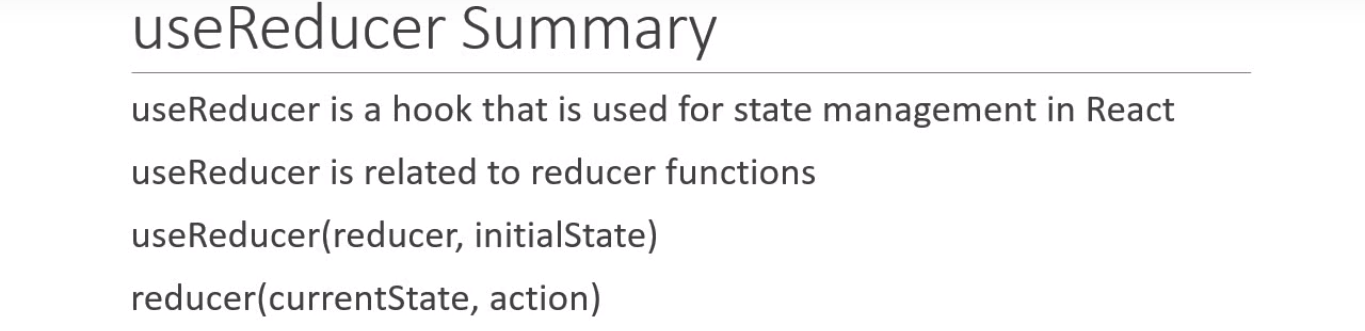 useReducer Summary
useReducer is a hook that is used for state management in React
useReducer is related to reducer functions
useReducer(reducer, initialState)
reducer(currentState, action)